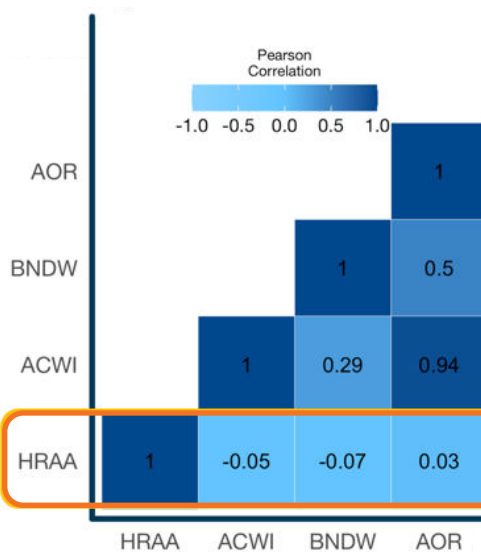 Pearson
Correlation
-1.0 -0.5 0.0 0.5 1.0
AOR 1
BNDW 1 0.5
ACWI 1 0.29 0.94
HRAA 1 -0.05 -0.07 0.03
HRAA ACWI BNDW AOR